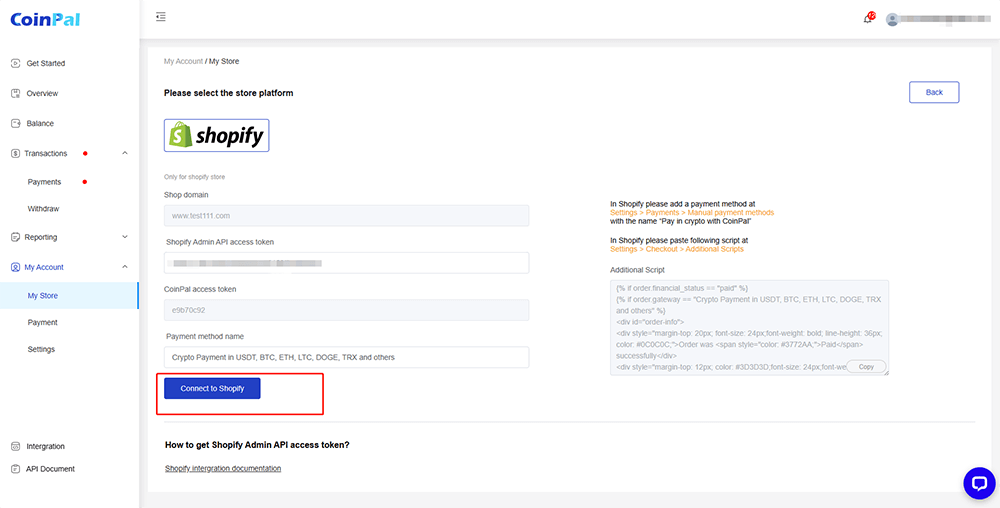 CoinPal
12
Get Started
Overview
Balance
Transactions
Payments
Withdraw
Reporting
My Account
My Store
Payment
Settings
Intergration
API Document
My Account / My Store
Please select the store platform
Back
shopify
Only for shopify store
Shop domain
www.test111.com
Shopify Admin API access token
CoinPal access token
e9b70c92
Payment method name
Crypto Payment in USDT, BTC, ETH, LTC, DOGE, TRX and others
Connect to Shopify
In Shopify please add a payment method at
Settings > Payments > Manual payment methods
with the name "Pay in crypto with CoinPal"
In Shopify please paste following script at
Settings > Checkout > Additional Scripts
Additional Script
{% if order.financial_status == "paid" %}
{% if order.gateway == "Crypto Payment in USDT, BTC, ETH, LTC, DOGE, TRX
and others" %}
<div id="order-info">
<div style="margin-top: 20px; font-size: 24px;font-weight: bold; line-height: 36px;
color: #0C0C0C;">Order was <span style="color: #3772AA;">Paid</span>
successfully</div>
<div style="margin-top: 12px; color: #3D3D3D;font-size: 24px;font-we
Copy
How to get Shopify Admin API access token?
Shopify intergration documentation